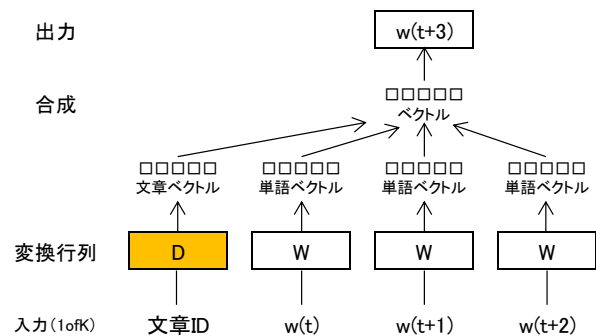 出力
w(t+3)
合成
□□□□□
ベクトル
□□□□□ □□□□□ □□□□□ □□□□□
文章ベクトル 単語ベクトル 単語ベクトル 単語ベクトル
変換行列 D W W W
入力(1ofK) 文章ID w(t) w(t+1) w(t+2)